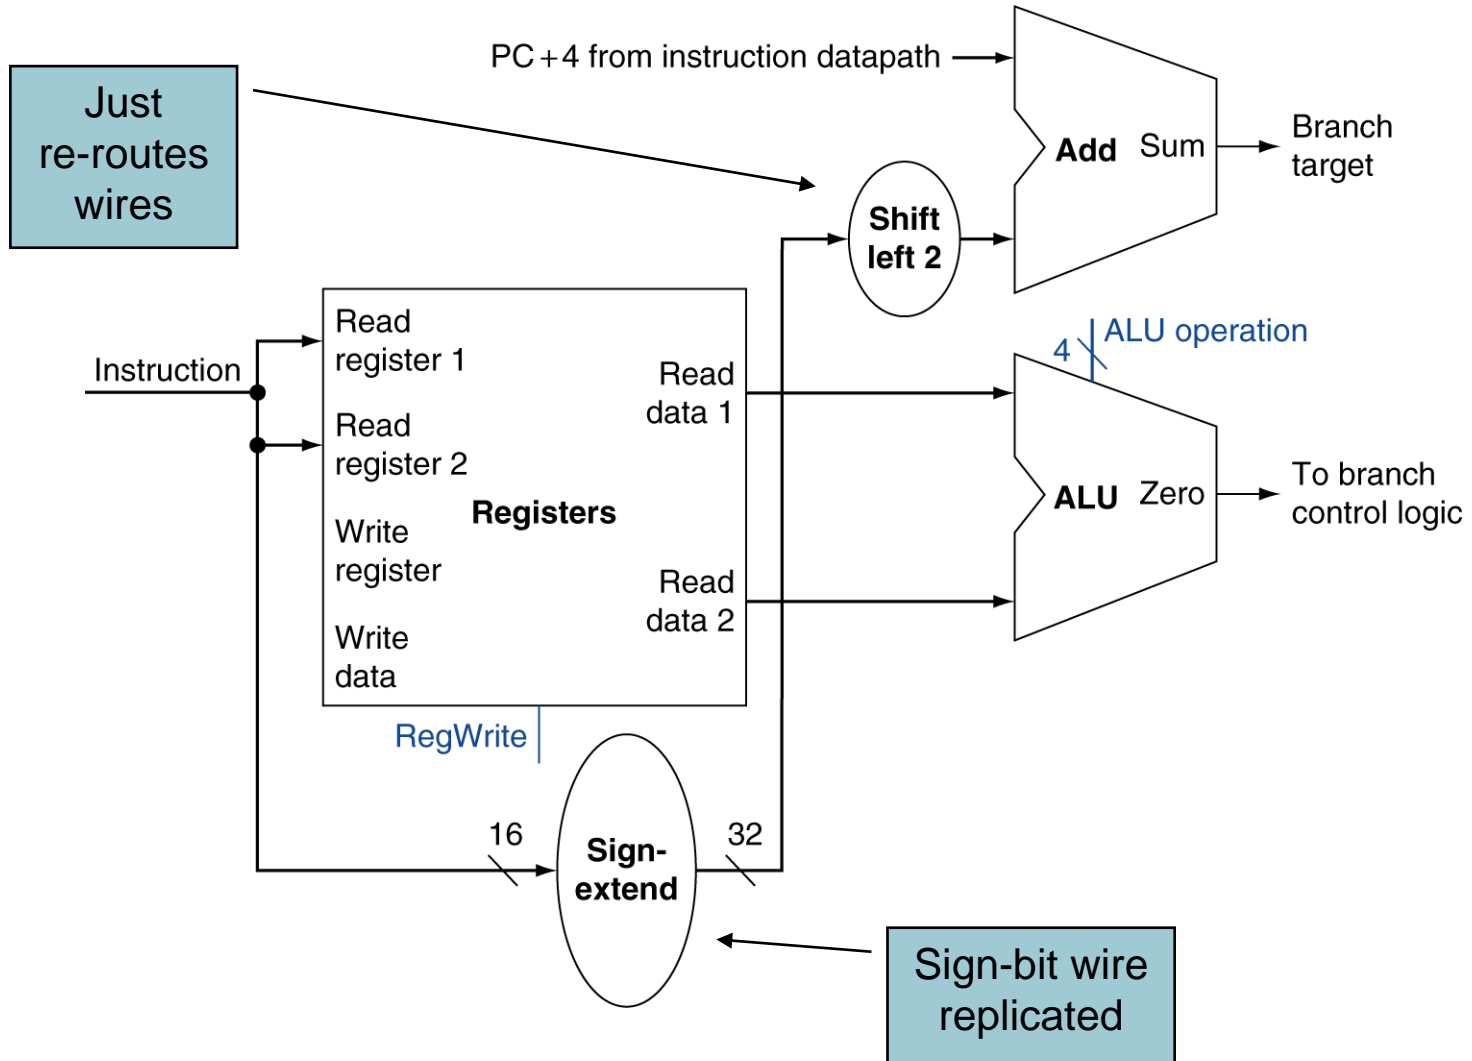 PC+4 from instruction datapath
Just
re-routes
wires
Add Sum
Branch
target
Shift
left 2
Instruction
Read
register 1
Read
register 2
Write
register
Write
data
Registers
Read
data 1
Read
data 2
4
ALU operation
ALU Zero
To branch
control logic
RegWrite
16
Sign-
extend
32
Sign-bit wire
replicated